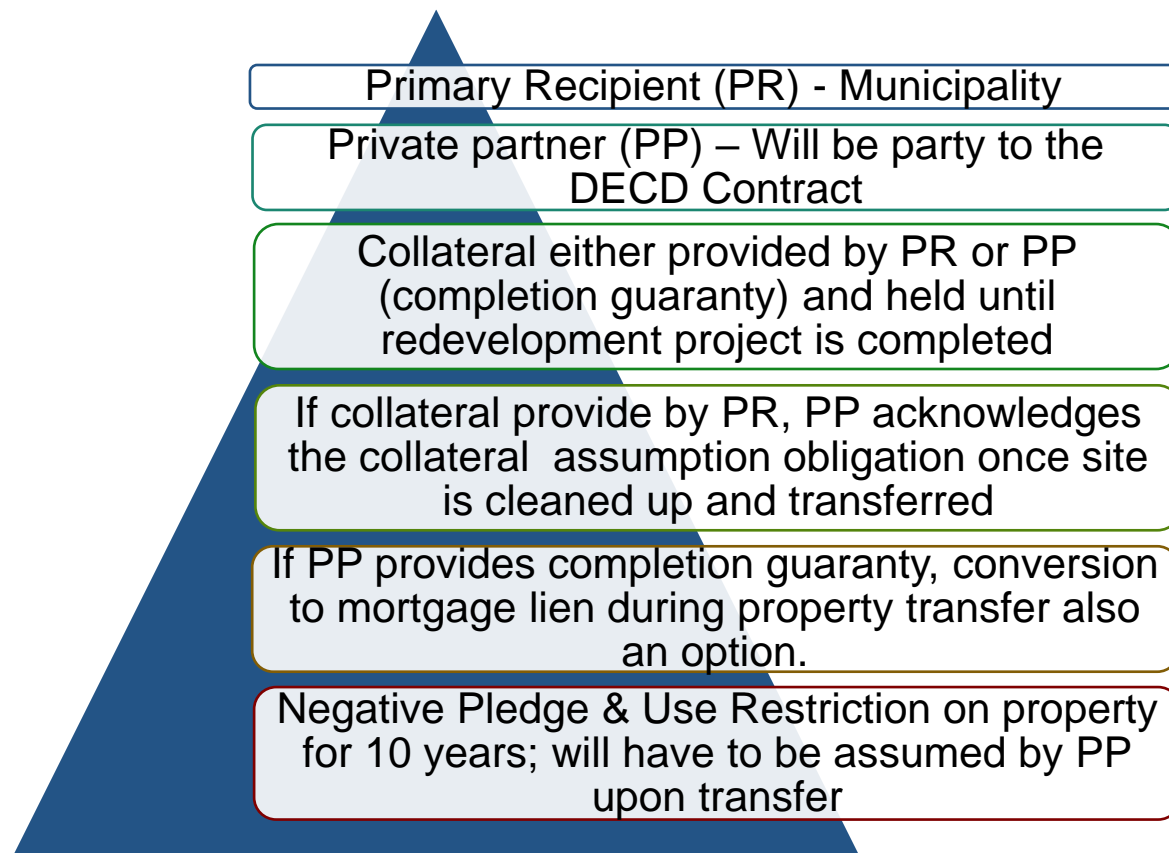 Primary Recipient (PR) - Municipality
Private partner (PP) – Will be party to the
DECD Contract
Collateral either provided by PR or PP
(completion guaranty) and held until
redevelopment project is completed
If collateral provide by PR, PP acknowledges
the collateral  assumption obligation once site
is cleaned up and transferred
If PP provides completion guaranty, conversion
to mortgage lien during property transfer also
an option.
Negative Pledge & Use Restriction on property
for 10 years; will have to be assumed by PP
upon transfer